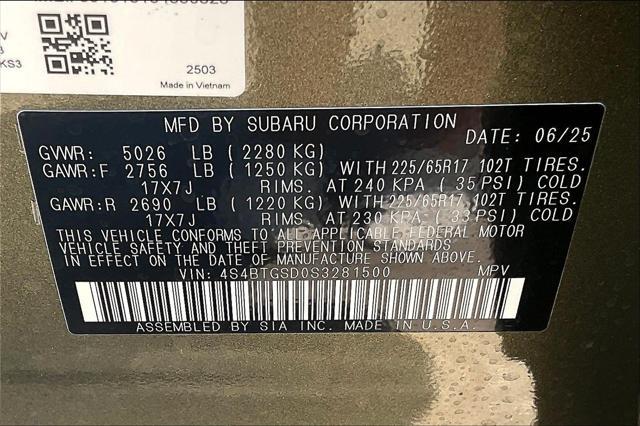 V
3
KS3
2503
Made in Vietnam
MFD BY SUBARU CORPORATION
DATE: 06/25
GVWR: 5026 LB ( 2280 KG)
GAWR:F 2756 LB ( 1250 KG) WITH 225/65R17 102T TIRES.
17X7J RIMS. AT 240 KPA ( 35 PSI) COLD
GAWR:R 2690 LB ( 1220 KG) WITH 225/65R17 102T TIRES.
17X7J RIMS. AT 230 KPA ( 33 PSI) COLD
THIS VEHICLE CONFORMS TO ALL APPLICABLE FEDERAL MOTOR
VEHICLE SAFETY AND THEFT PREVENTION STANDARDS
IN EFFECT ON THE DATE OF MANUFACTURE SHOWN ABOVE.
VIN: 4S4BTGSD0S3281500 MPV
ASSEMBLED BY SIA INC. MADE IN U.S.A.